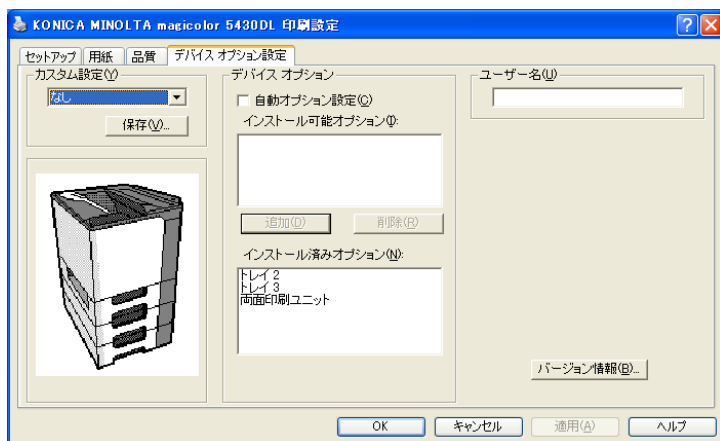 KONICA MINOLTA magicolor 5430DL 印刷設定
セットアップ 用紙 品質 デバイス オプション設定
カスタム設定(Y)
なし
保存(V)...
デバイス オプション
自動オプション設定(C)
インストール可能オプション(I):
追加(D) 削除(R)
インストール済みオプション(N):
トレイ 2
トレイ 3
両面印刷ユニット
ユーザー名(U)
バージョン情報(B)...
OK キャンセル 適用(A) ヘルプ